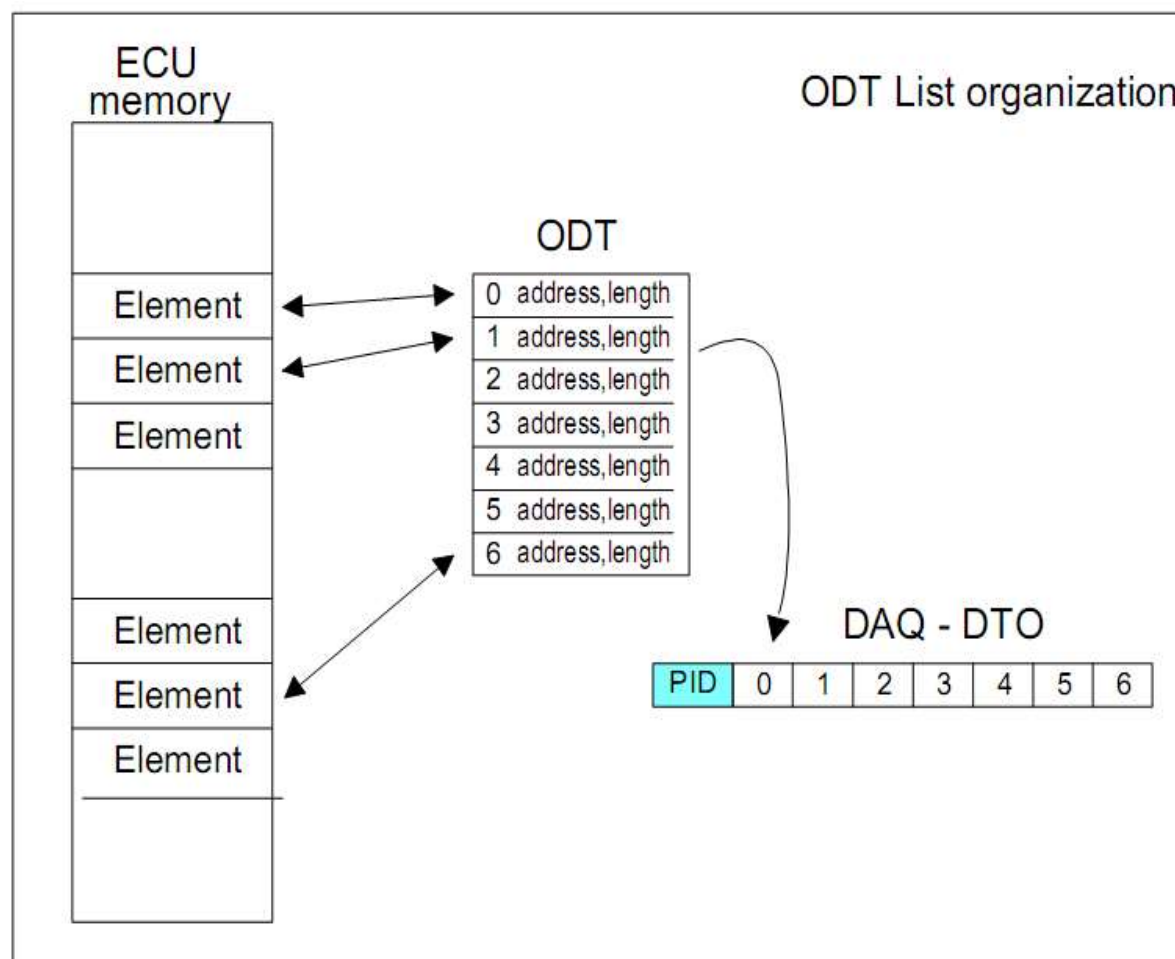 ECU
memory
ODT List organization
Element
Element
Element
Element
Element
Element
ODT
0 address,length
1 address,length
2 address,length
3 address,length
4 address,length
5 address,length
6 address,length
DAQ - DTO
PID 0 1 2 3 4 5 6